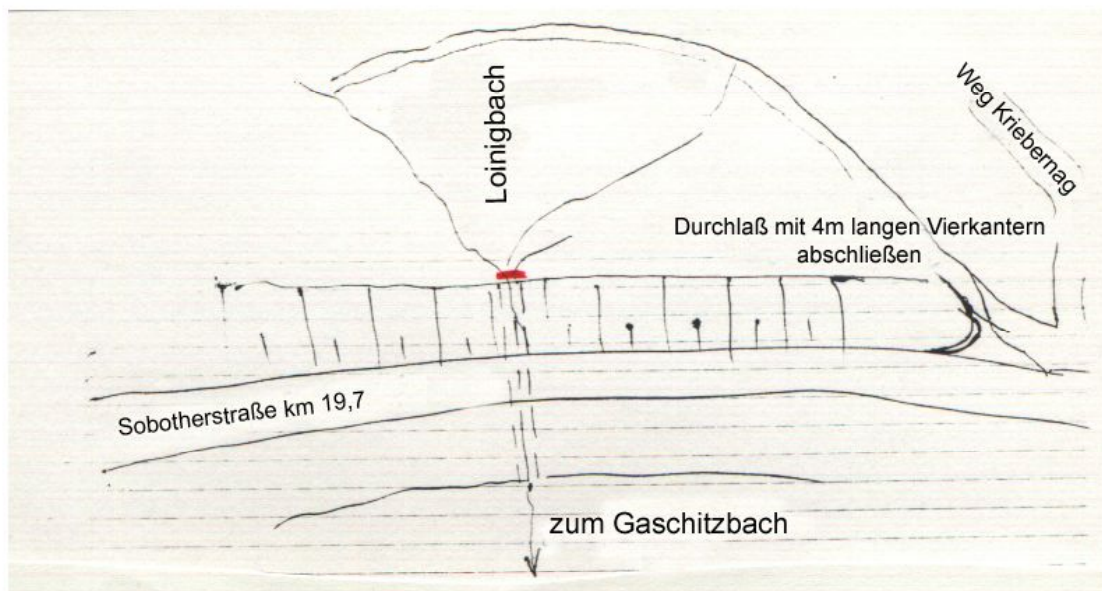 Loinigbach
Weg Kriebernag
Durchlaß mit 4m langen Vierkantern
abschließen
Sobotherstraße km 19,7
zum Gaschitzbach